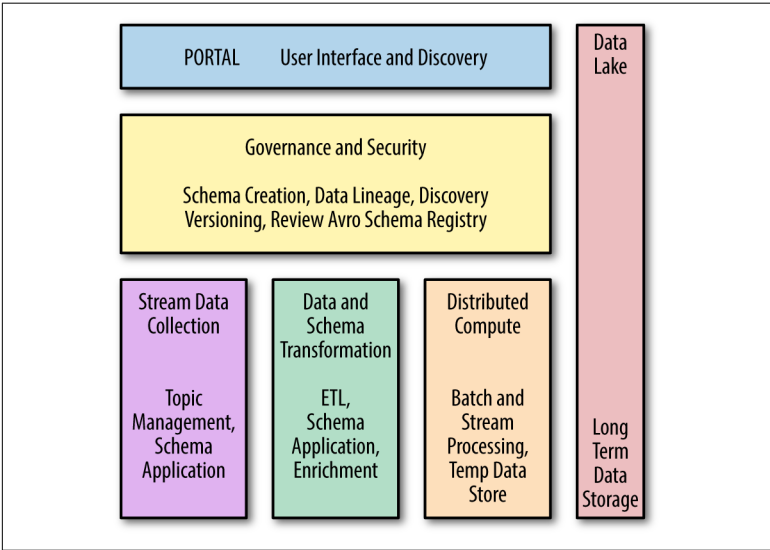 PORTAL User Interface and Discovery
Governance and Security
Schema Creation, Data Lineage, Discovery
Versioning, Review Avro Schema Registry
Stream Data
Collection
Topic
Management,
Schema
Application
Data and
Schema
Transformation
ETL,
Schema
Application,
Enrichment
Distributed
Compute
Batch and
Stream
Processing,
Temp Data
Store
Data
Lake
Long
Term
Data
Storage